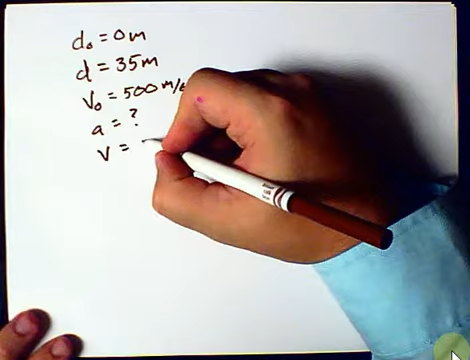 d₀ = 0m
d = 35m
v₀ = 500 m/s
a = ?
v =